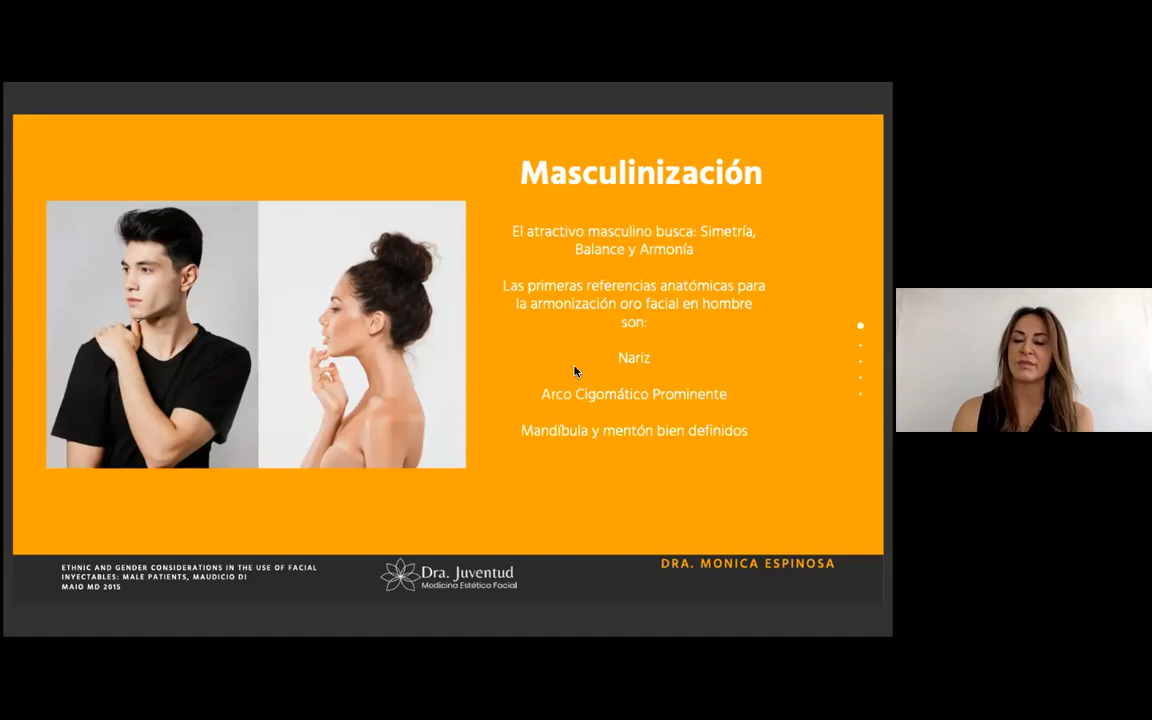 Masculinización
El atractivo masculino busca: Simetría,
Balance y Armonía
Las primeras referencias anatómicas para
la armonización oro facial en hombre
son:
Nariz
Arco Cigomático Prominente
Mandíbula y mentón bien definidos
ETHNIC AND GENDER CONSIDERATIONS IN THE USE OF FACIAL
INYECTABLES: MALE PATIENTS, MAUDICIO DI
MAIO MD 2015
Dra. Juventud
Medicina Estética Facial
DRA. MONICA ESPINOSA